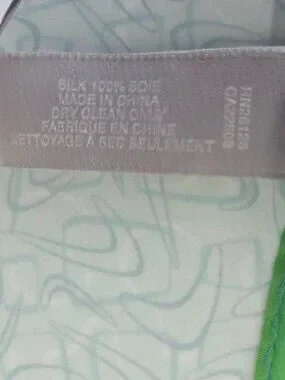 SILK 100% SOIE
MADE IN CHINA
DRY CLEAN ONLY
FABRIQUE EN CHINE
NETTOYAGE A SEC SEULEMENT